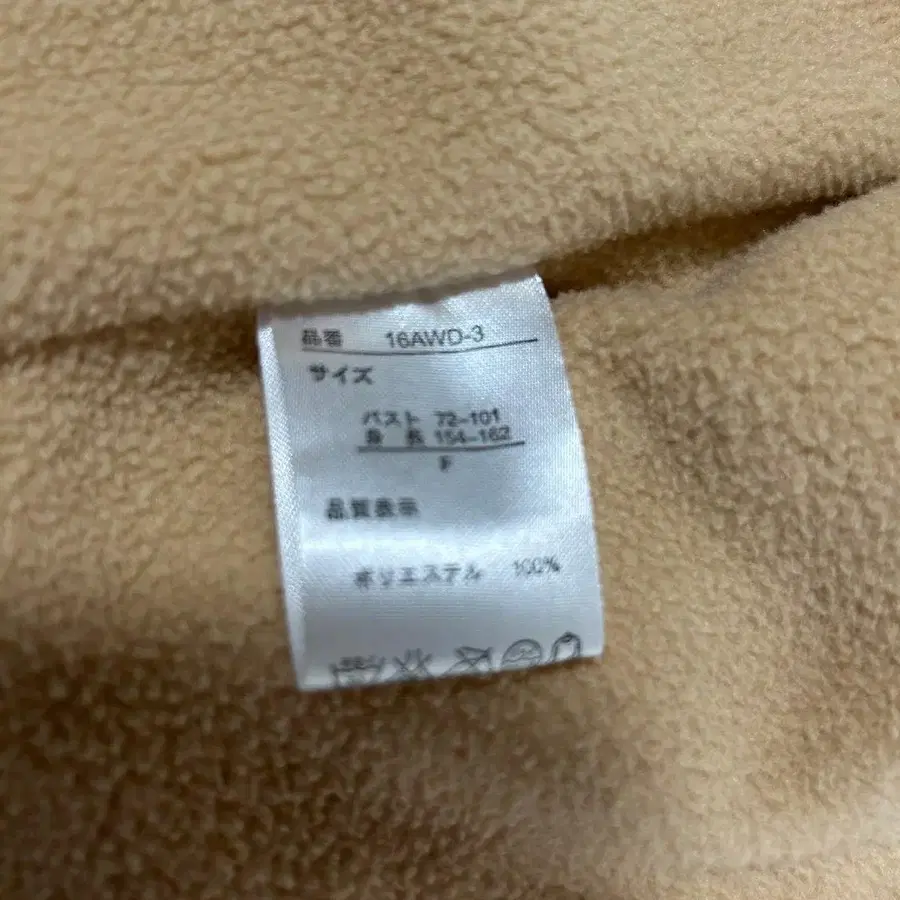 品番 16AWD-3
サイズ
バスト 72-101
身 長 154-162
F
品質表示
ポリエステル 100%